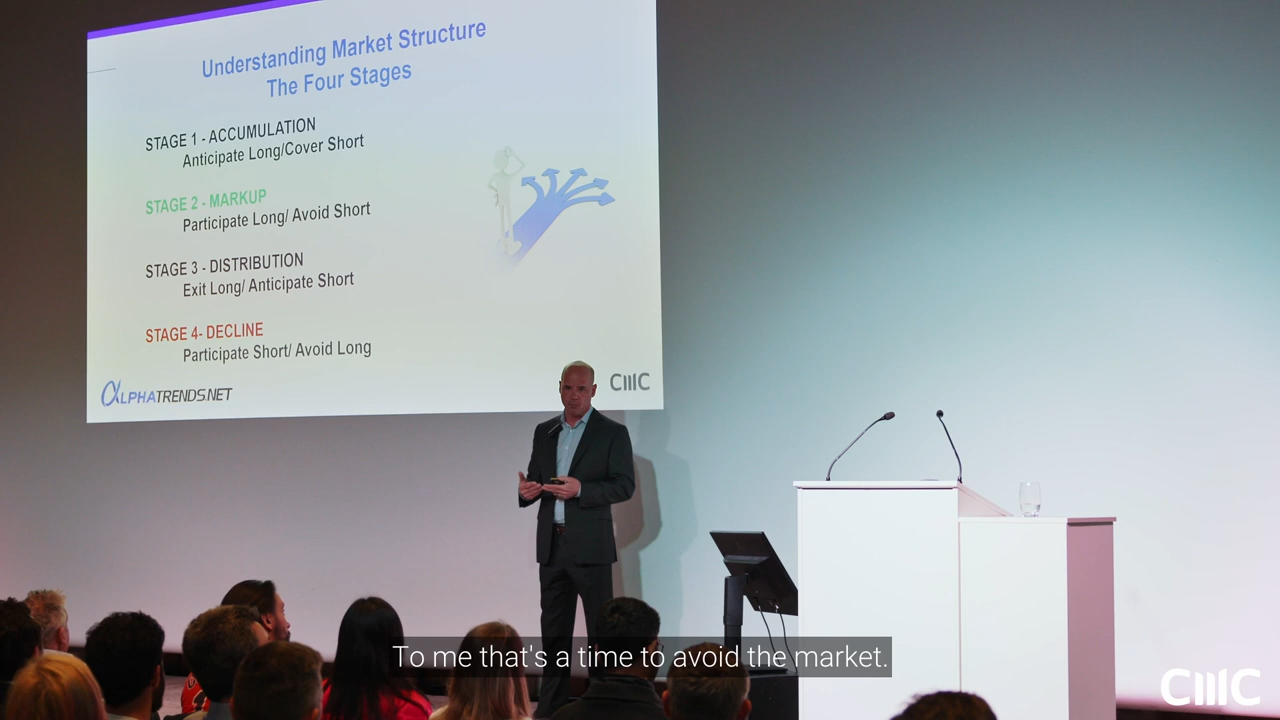 Understanding Market Structure
The Four Stages
STAGE 1 - ACCUMULATION
Anticipate Long/Cover Short
STAGE 2 - MARKUP
Participate Long/ Avoid Short
STAGE 3 - DISTRIBUTION
Exit Long/ Anticipate Short
STAGE 4- DECLINE
Participate Short/ Avoid Long
ALPHATRENDS.NET
CMC
To me that's a time to avoid the market.
CMC